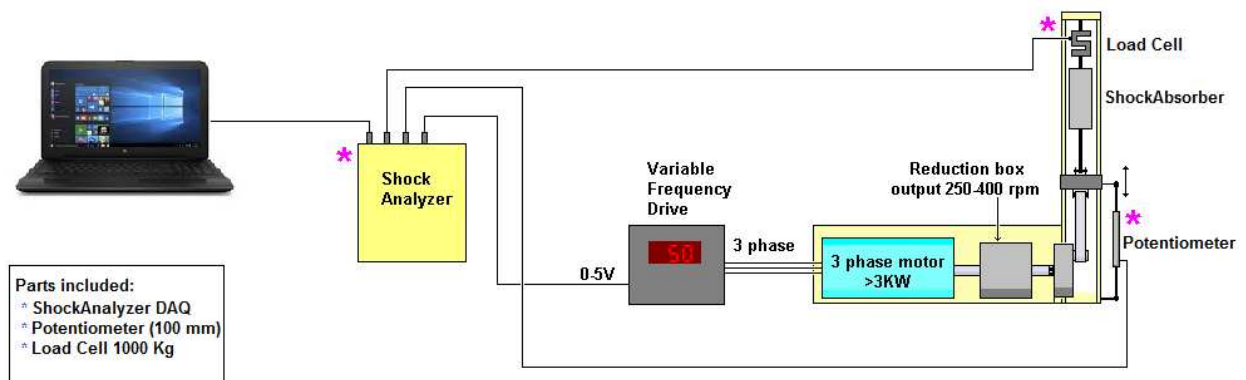 *
Load Cell
ShockAbsorber
*
Shock
Analyzer
Variable
Frequency
Drive
50
Reduction box
output 250-400 rpm
*
Potentiometer
3 phase
3 phase motor
>3KW
0-5V
Parts included:
* ShockAnalyzer DAQ
* Potentiometer (100 mm)
* Load Cell 1000 Kg